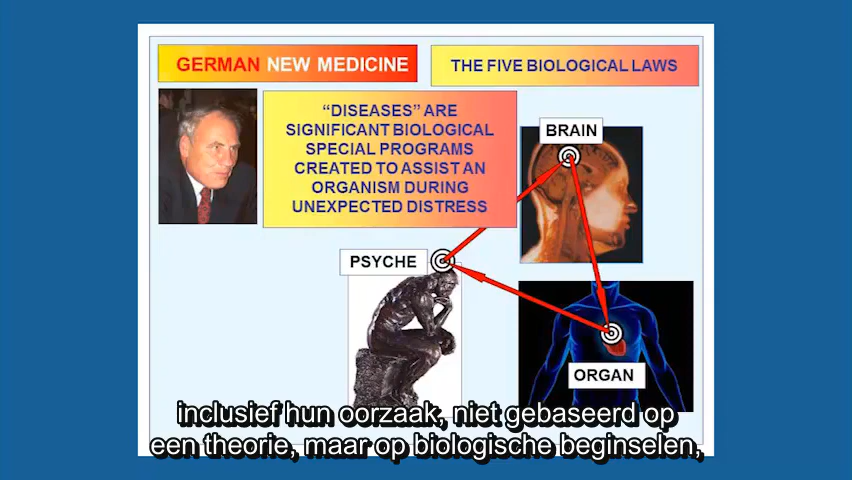 GERMAN NEW MEDICINE
THE FIVE BIOLOGICAL LAWS
“DISEASES” ARE
SIGNIFICANT BIOLOGICAL
SPECIAL PROGRAMS
CREATED TO ASSIST AN
ORGANISM DURING
UNEXPECTED DISTRESS
BRAIN
PSYCHE
ORGAN
inclusief hun oorzaak, niet gebaseerd op
een theorie, maar op biologische beginselen,